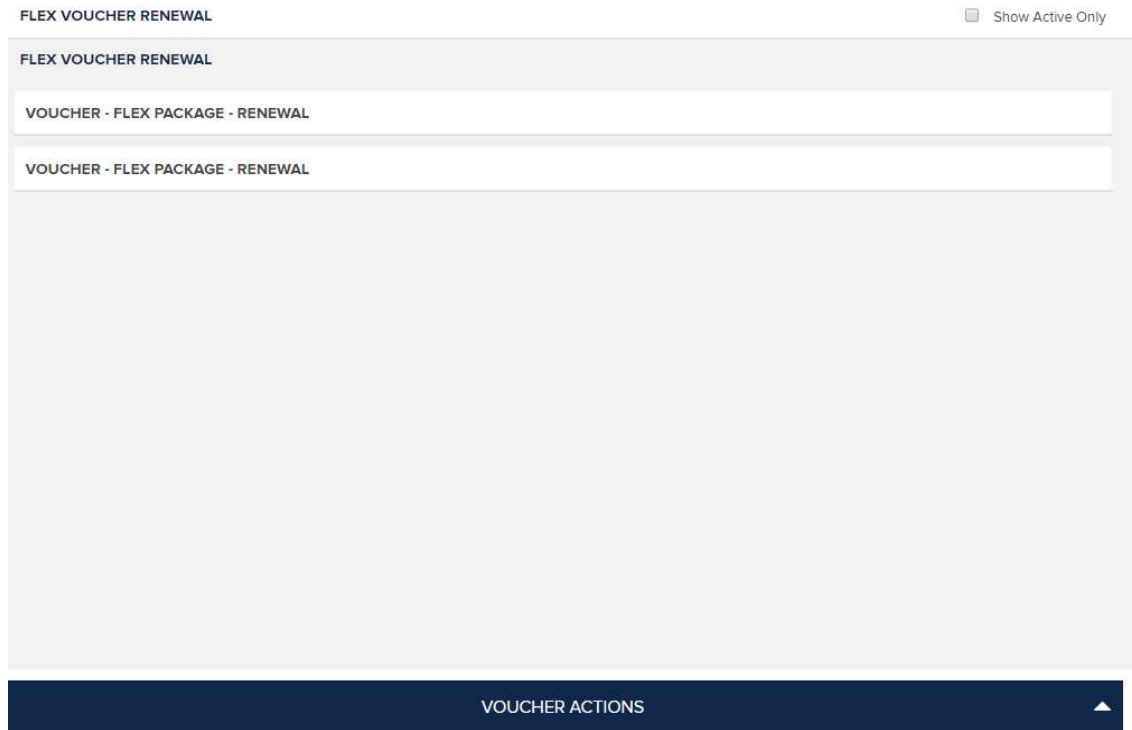 FLEX VOUCHER RENEWAL
Show Active Only
FLEX VOUCHER RENEWAL
VOUCHER - FLEX PACKAGE - RENEWAL
VOUCHER - FLEX PACKAGE - RENEWAL
VOUCHER ACTIONS